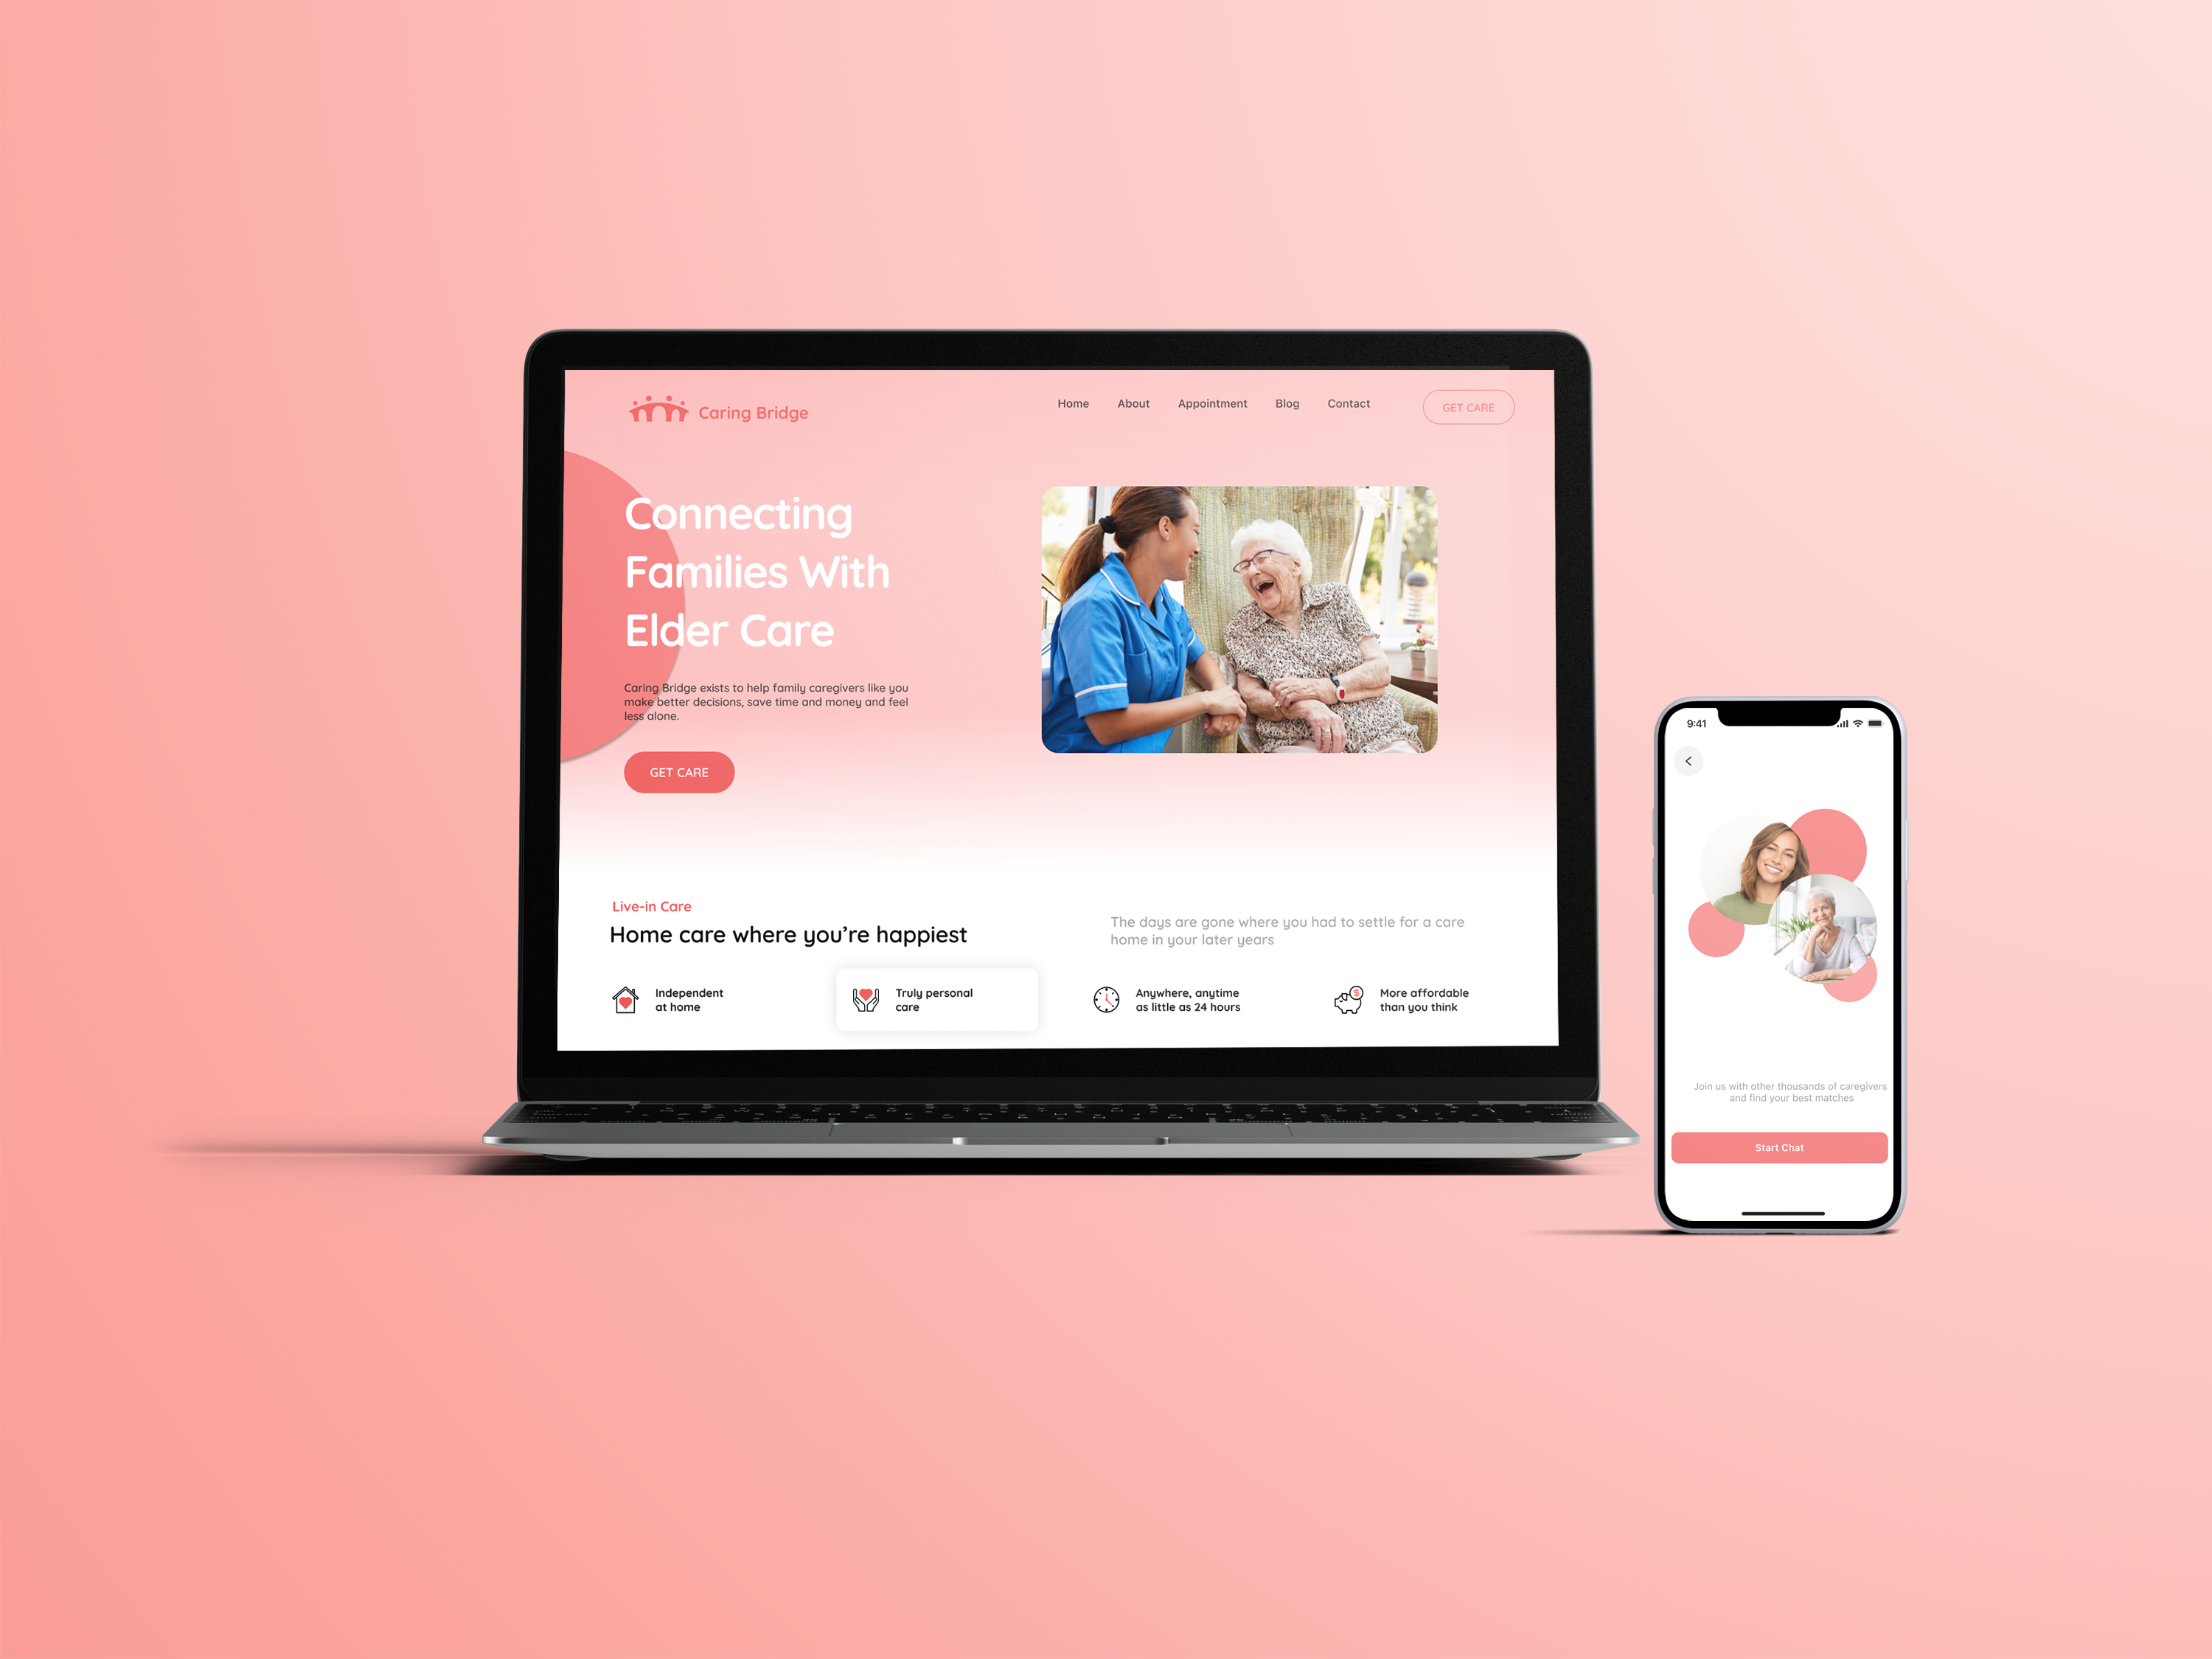 Caring Bridge
Home About Appointment Blog Contact GET CARE
Connecting
Families With
Elder Care
Caring Bridge exists to help family caregivers like you
make better decisions, save time and money and feel
less alone.
GET CARE
Live-in Care
Home care where you’re happiest
The days are gone where you had to settle for a care
home in your later years
Independent
at home
Truly personal
care
Anywhere, anytime
as little as 24 hours
More affordable
than you think
9:41
Join us with other thousands of caregivers
and find your best matches
Start Chat